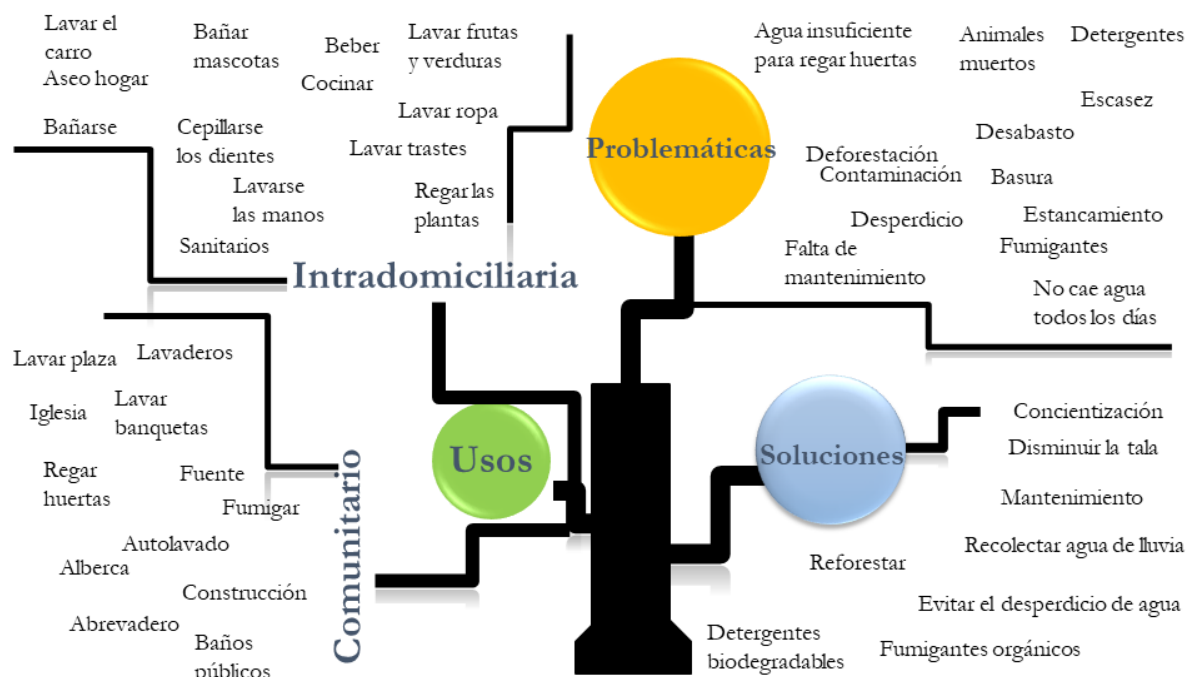 Lavar el
carro
Aseo hogar
Bañar
mascotas
Beber
Cocinar
Lavar frutas
y verduras
Lavar ropa
Bañarse
Cepillarse
los dientes
Lavar trastes
Lavarse
las manos
Regar las
plantas
Sanitarios
Intradomiciliaria
Problemáticas
Agua insuficiente
para regar huertas
Animales
muertos
Detergentes
Escasez
Desabasto
Deforestación
Contaminación
Basura
Desperdicio
Estancamiento
Fumigantes
Falta de
mantenimiento
No cae agua
todos los días
Lavar plaza
Lavaderos
Iglesia
Lavar
banquetas
Regar
huertas
Fuente
Fumigar
Autolavado
Alberca
Construcción
Abrevadero
Baños
públicos
Comunitario
Usos
Soluciones
Concientización
Disminuir la tala
Mantenimiento
Recolectar agua de lluvia
Reforestar
Evitar el desperdicio de agua
Detergentes
biodegradables
Fumigantes orgánicos